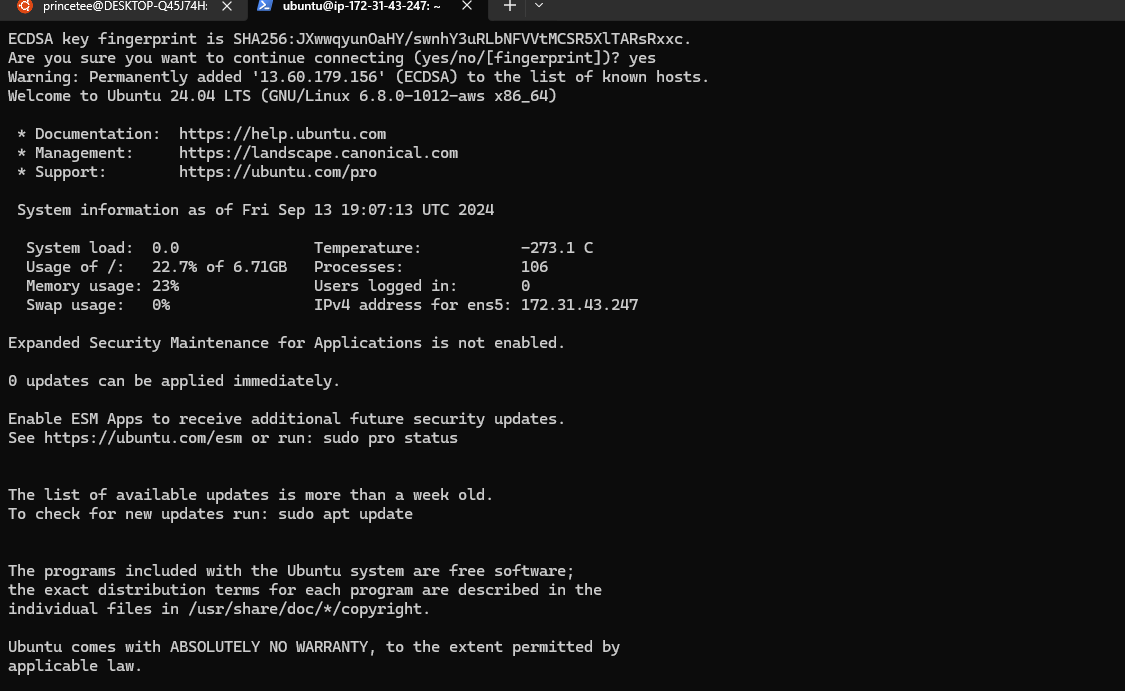 princetee@DESKTOP-Q45J74H:
ubuntu@ip-172-31-43-247: ~
ECDSA key fingerprint is SHA256:JXwwqyunOaHY/swnhY3uRLbNFVVtMCSR5XlTARsRxxc.
Are you sure you want to continue connecting (yes/no/[fingerprint])? yes
Warning: Permanently added '13.60.179.156' (ECDSA) to the list of known hosts.
Welcome to Ubuntu 24.04 LTS (GNU/Linux 6.8.0-1012-aws x86_64)
* Documentation:  https://help.ubuntu.com
* Management:     https://landscape.canonical.com
* Support:        https://ubuntu.com/pro
System information as of Fri Sep 13 19:07:13 UTC 2024
System load:  0.0               Temperature:           -273.1 C
Usage of /:   22.7% of 6.71GB   Processes:             106
Memory usage: 23%               Users logged in:       0
Swap usage:   0%                IPv4 address for ens5: 172.31.43.247
Expanded Security Maintenance for Applications is not enabled.
0 updates can be applied immediately.
Enable ESM Apps to receive additional future security updates.
See https://ubuntu.com/esm or run: sudo pro status
The list of available updates is more than a week old.
To check for new updates run: sudo apt update
The programs included with the Ubuntu system are free software;
the exact distribution terms for each program are described in the
individual files in /usr/share/doc/*/copyright.
Ubuntu comes with ABSOLUTELY NO WARRANTY, to the extent permitted by
applicable law.